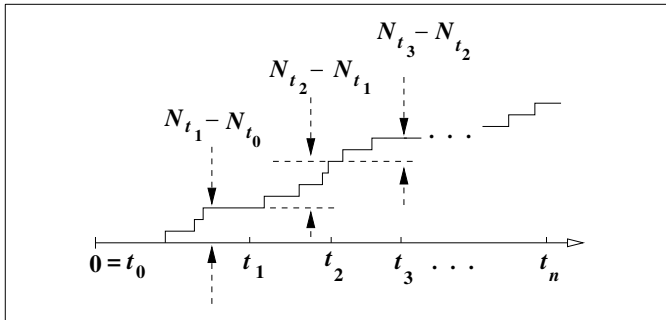 N_{t_3} − N_{t_2}
N_{t_2} − N_{t_1}
N_{t_1} − N_{t_0}
. . .
0 = t_0 t_1 t_2 t_3 . . . t_n